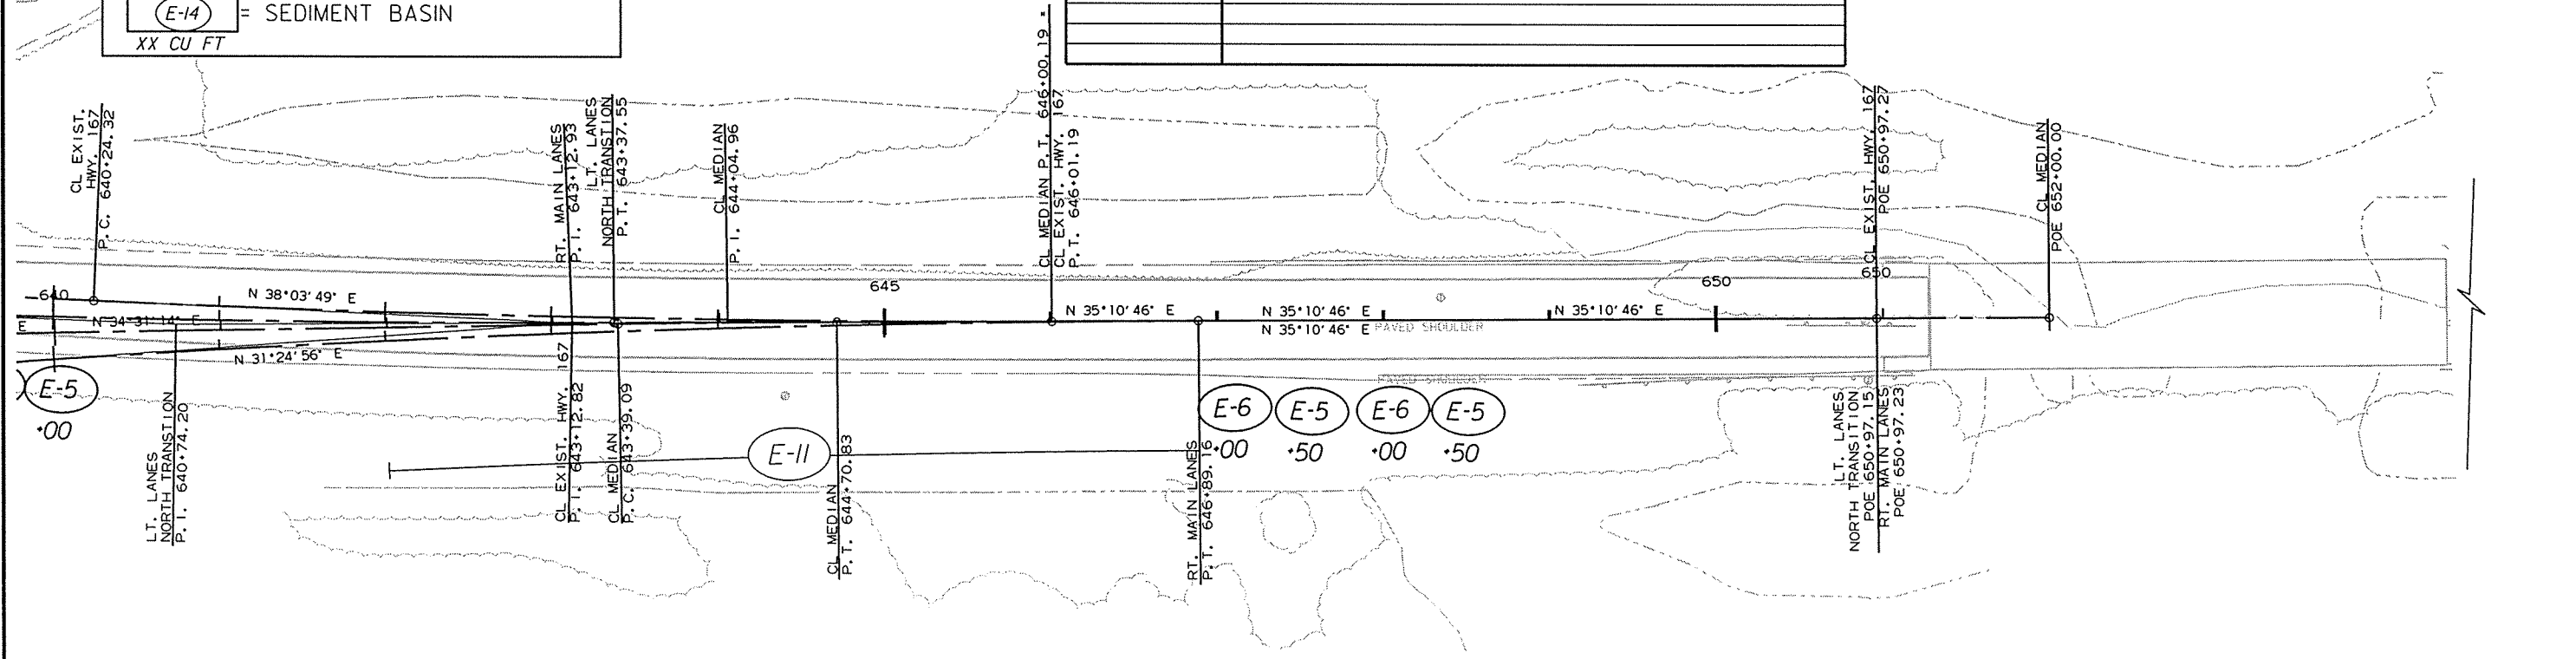 E-14
= SEDIMENT BASIN
XX CU FT
CL EXIST.
HWY. 167
P.C. 640+24.32
RT. MAIN LANES
P.I. 643+12.93
LT. LANES
NORTH TRANSITION
P.T. 643+37.55
CL MEDIAN
P.I. 644+04.96
CL MEDIAN P.T. 646+00.19 =
CL EXIST. HWY. 167
P.T. 646+01.19
CL EXIST. HWY. 167
POE 650+97.27
CL MEDIAN
POE 652+00.00
640
N 38°03'49" E
645
650
650
E
N 34°31'14" E
N 35°10'46" E
N 35°10'46" E
N 35°10'46" E
N 35°10'46" E
PAVED SHOULDER
N 31°24'56" E
PAVED SHOULDER
E-5
+00
LT. LANES
NORTH TRANSTION
P.I. 640+74.20
CL EXIST. HWY. 167
P.I. 643+12.82
CL MEDIAN
P.C. 643+39.09
E-11
CL MEDIAN
P.T. 644+70.83
RT. MAIN LANES
P.T. 646+89.16
E-6
E-5
E-6
E-5
+00
+50
+00
+50
LT. LANES
NORTH TRANSITION
POE 650+97.15
RT. MAIN LANES
POE 650+97.23